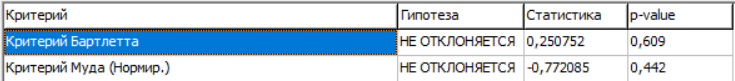 Критерий Гипотеза Статистика p-value
Критерий Бартлетта НЕ ОТКЛОНЯЕТСЯ 0,250752 0,609
Критерий Муда (Нормир.) НЕ ОТКЛОНЯЕТСЯ -0,772085 0,442